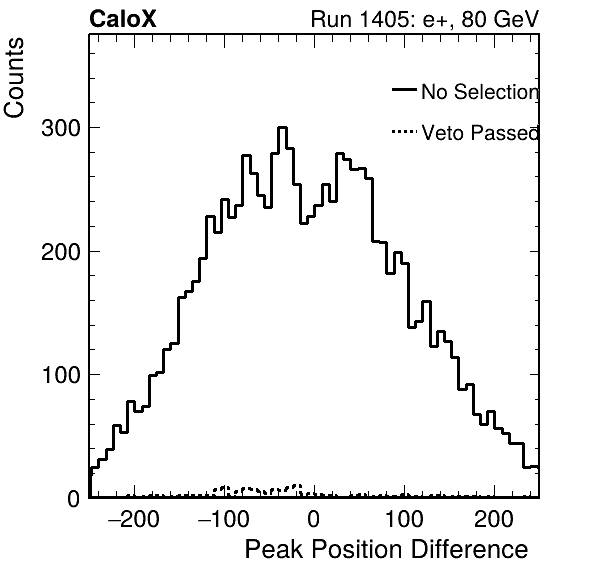 CaloX Run 1405: e+, 80 GeV
Counts
No Selection
Veto Passed
300
200
100
0
−200 −100 0 100 200
Peak Position Difference